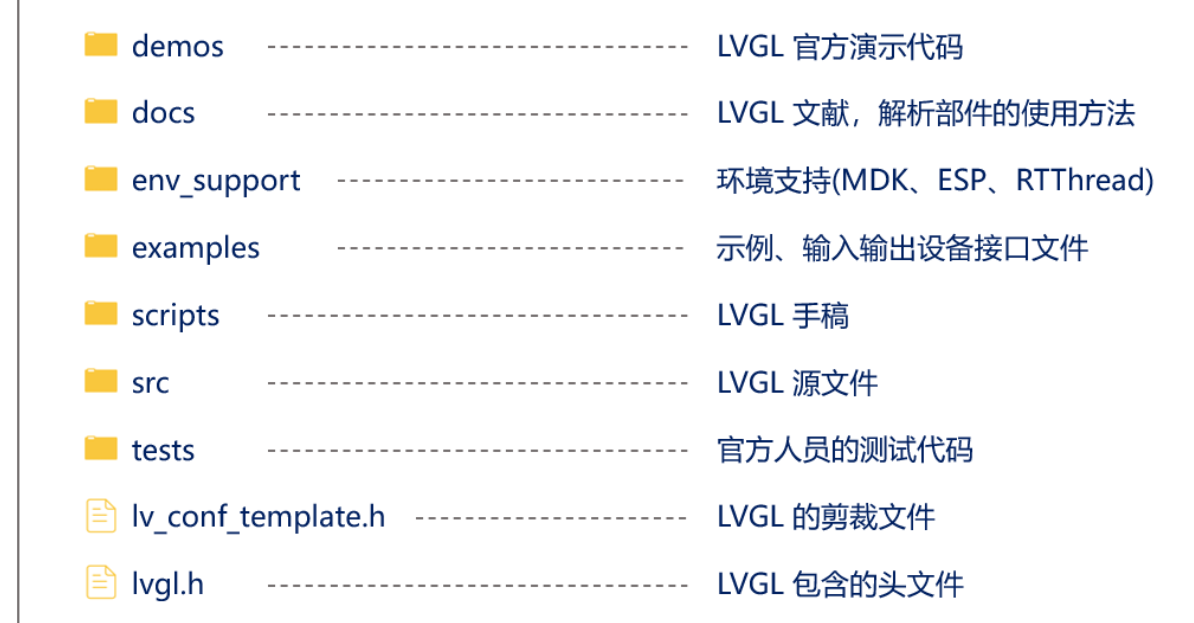 demos LVGL 官方演示代码
docs LVGL 文献，解析部件的使用方法
env_support 环境支持(MDK、ESP、RTThread)
examples 示例、输入输出设备接口文件
scripts LVGL 手稿
src LVGL 源文件
tests 官方人员的测试代码
lv_conf_template.h LVGL 的剪裁文件
lvgl.h LVGL 包含的头文件